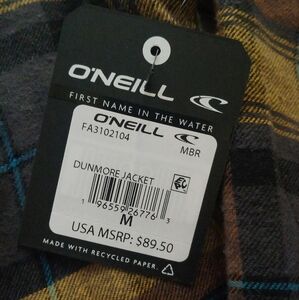 O'NEILL
FIRST NAME IN THE WATER
O'NEILL
FA3102104
MBR
DUNMORE JACKET
1 96559 26776 3
M
USA MSRP: $89.50
MADE WITH RECYCLED PAPER.